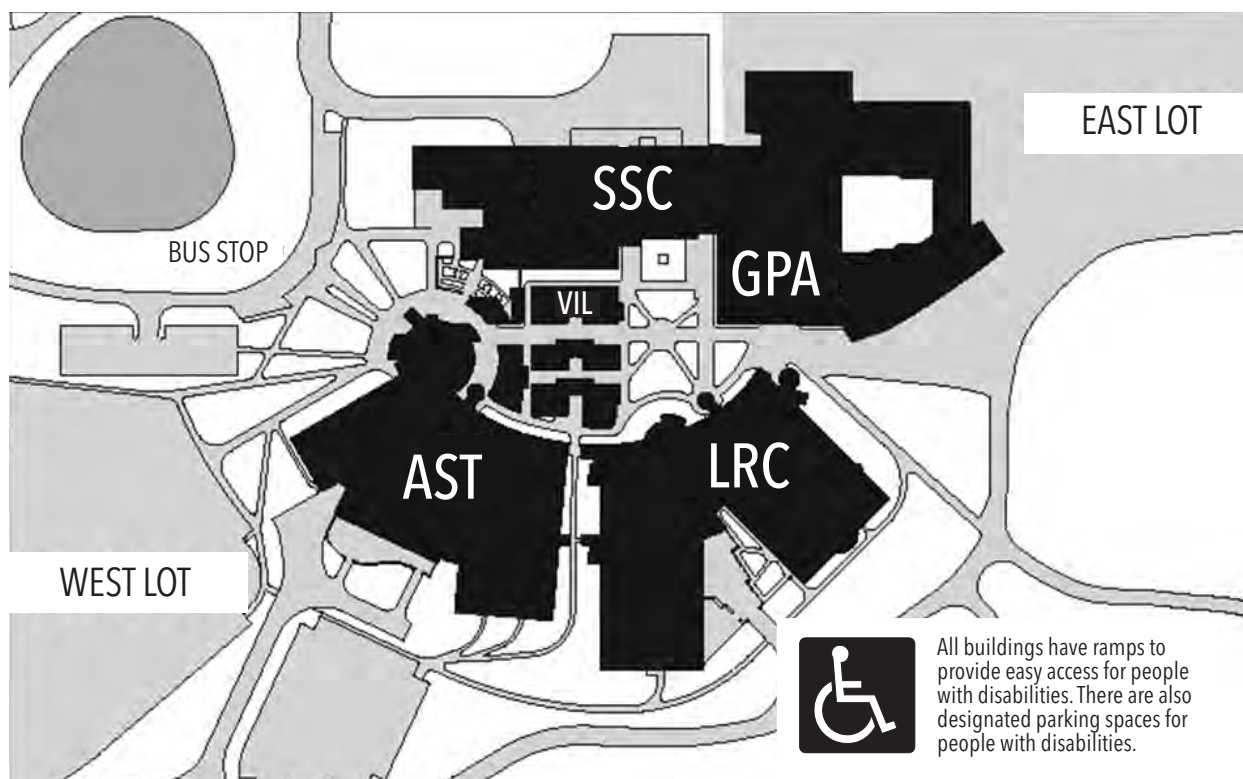 EAST LOT
SSC
BUS STOP
GPA
VIL
AST
LRC
WEST LOT
All buildings have ramps to
provide easy access for people
with disabilities. There are also
designated parking spaces for
people with disabilities.